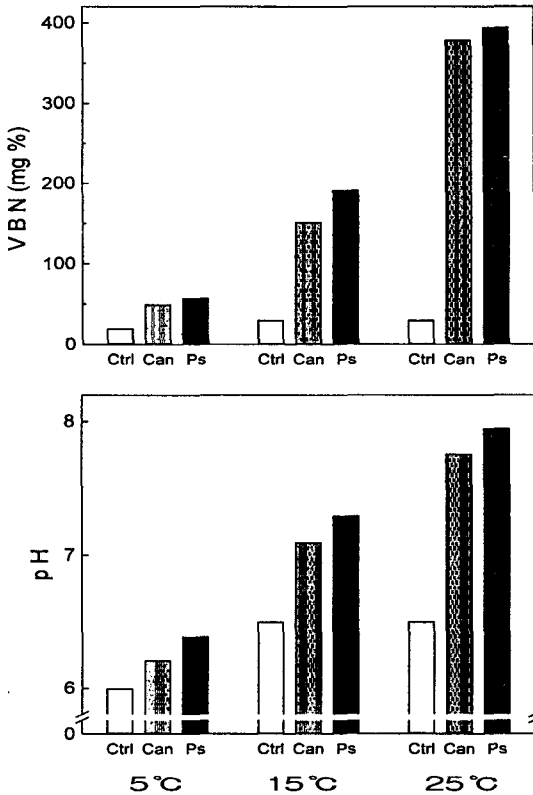 400
300
200
100
0
VBN (mg %)
Ctrl Can Ps Ctrl Can Ps Ctrl Can Ps
8
7
6
0
pH
Ctrl Can Ps Ctrl Can Ps Ctrl Can Ps
5℃ 15℃ 25℃